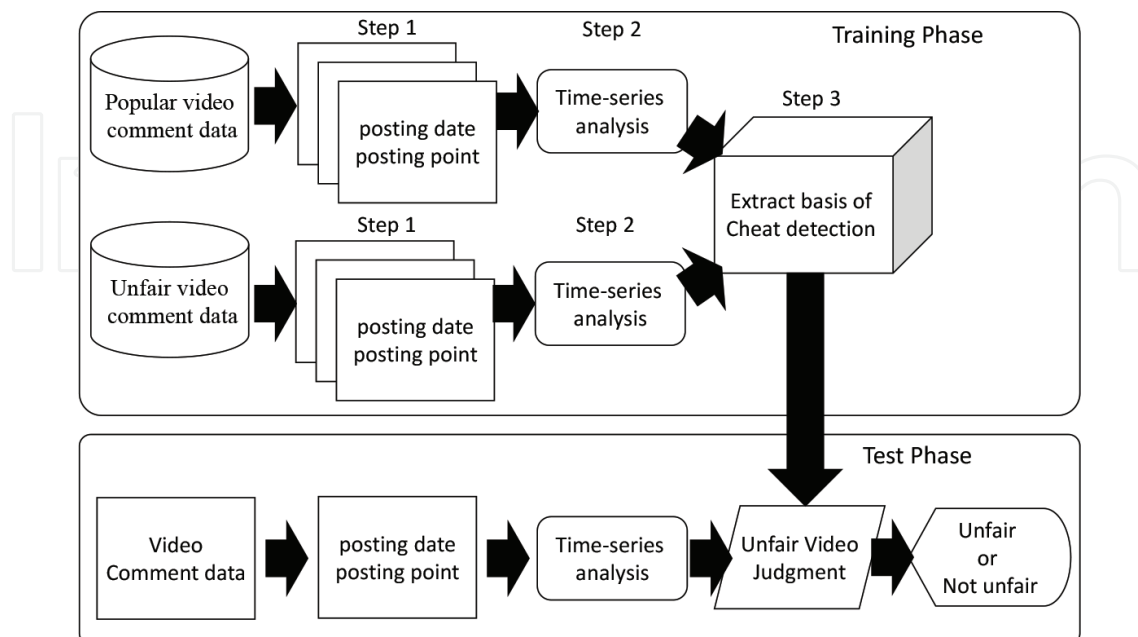 Training Phase
Step 1
Step 2
Popular video
comment data
posting date
posting point
Time-series
analysis
Step 3
Extract basis of
Cheat detection
Step 1
Step 2
Unfair video
comment data
posting date
posting point
Time-series
analysis
Test Phase
Video
Comment data
posting date
posting point
Time-series
analysis
Unfair Video
Judgment
Unfair
or
Not unfair